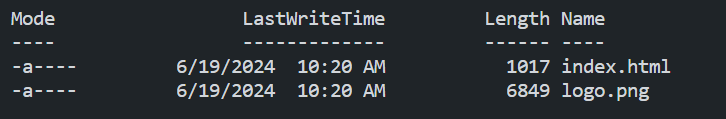 Mode LastWriteTime Length Name
---- ------------- ------ ----
-a---- 6/19/2024 10:20 AM 1017 index.html
-a---- 6/19/2024 10:20 AM 6849 logo.png